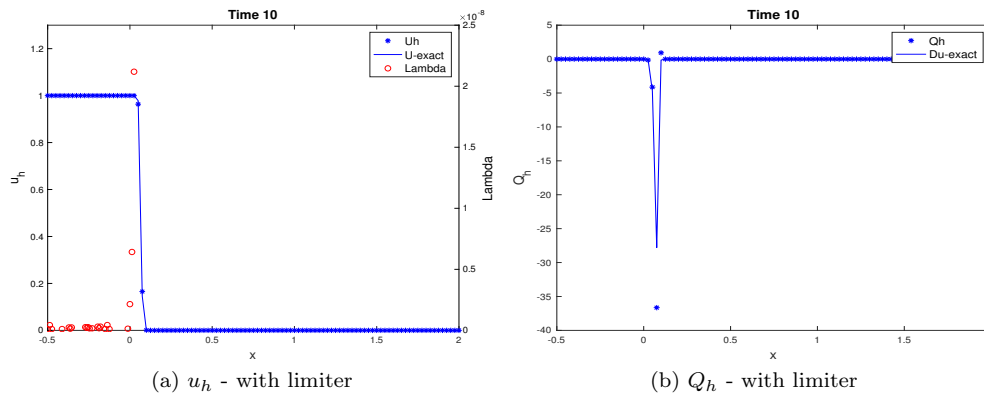 Time 10
×10⁻⁸
2.5
2
1.5
1
0.5
0
Lambda
1.2
1
0.8
0.6
0.4
0.2
0
u_h
Uh
U-exact
Lambda
-0.5 0 0.5 1 1.5 2
x
(a) u_h - with limiter
Time 10
5
0
-5
-10
-15
-20
-25
-30
-35
-40
Q_h
Qh
Du-exact
-0.5 0 0.5 1 1.5
x
(b) Q_h - with limiter